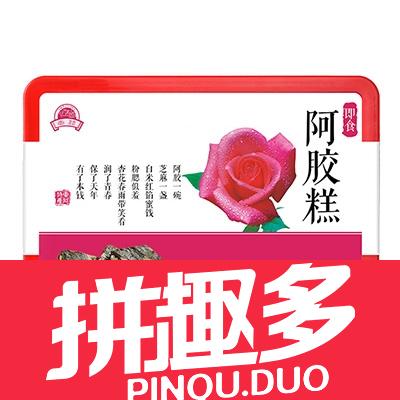 即食
阿胶糕
阿胶一碗
芝麻一盏
白米红馅蜜饯
粉腮似羞
杏花春雨带笑看
润了青春
保了天年
有了本钱
拼趣多
PINQU.DUO